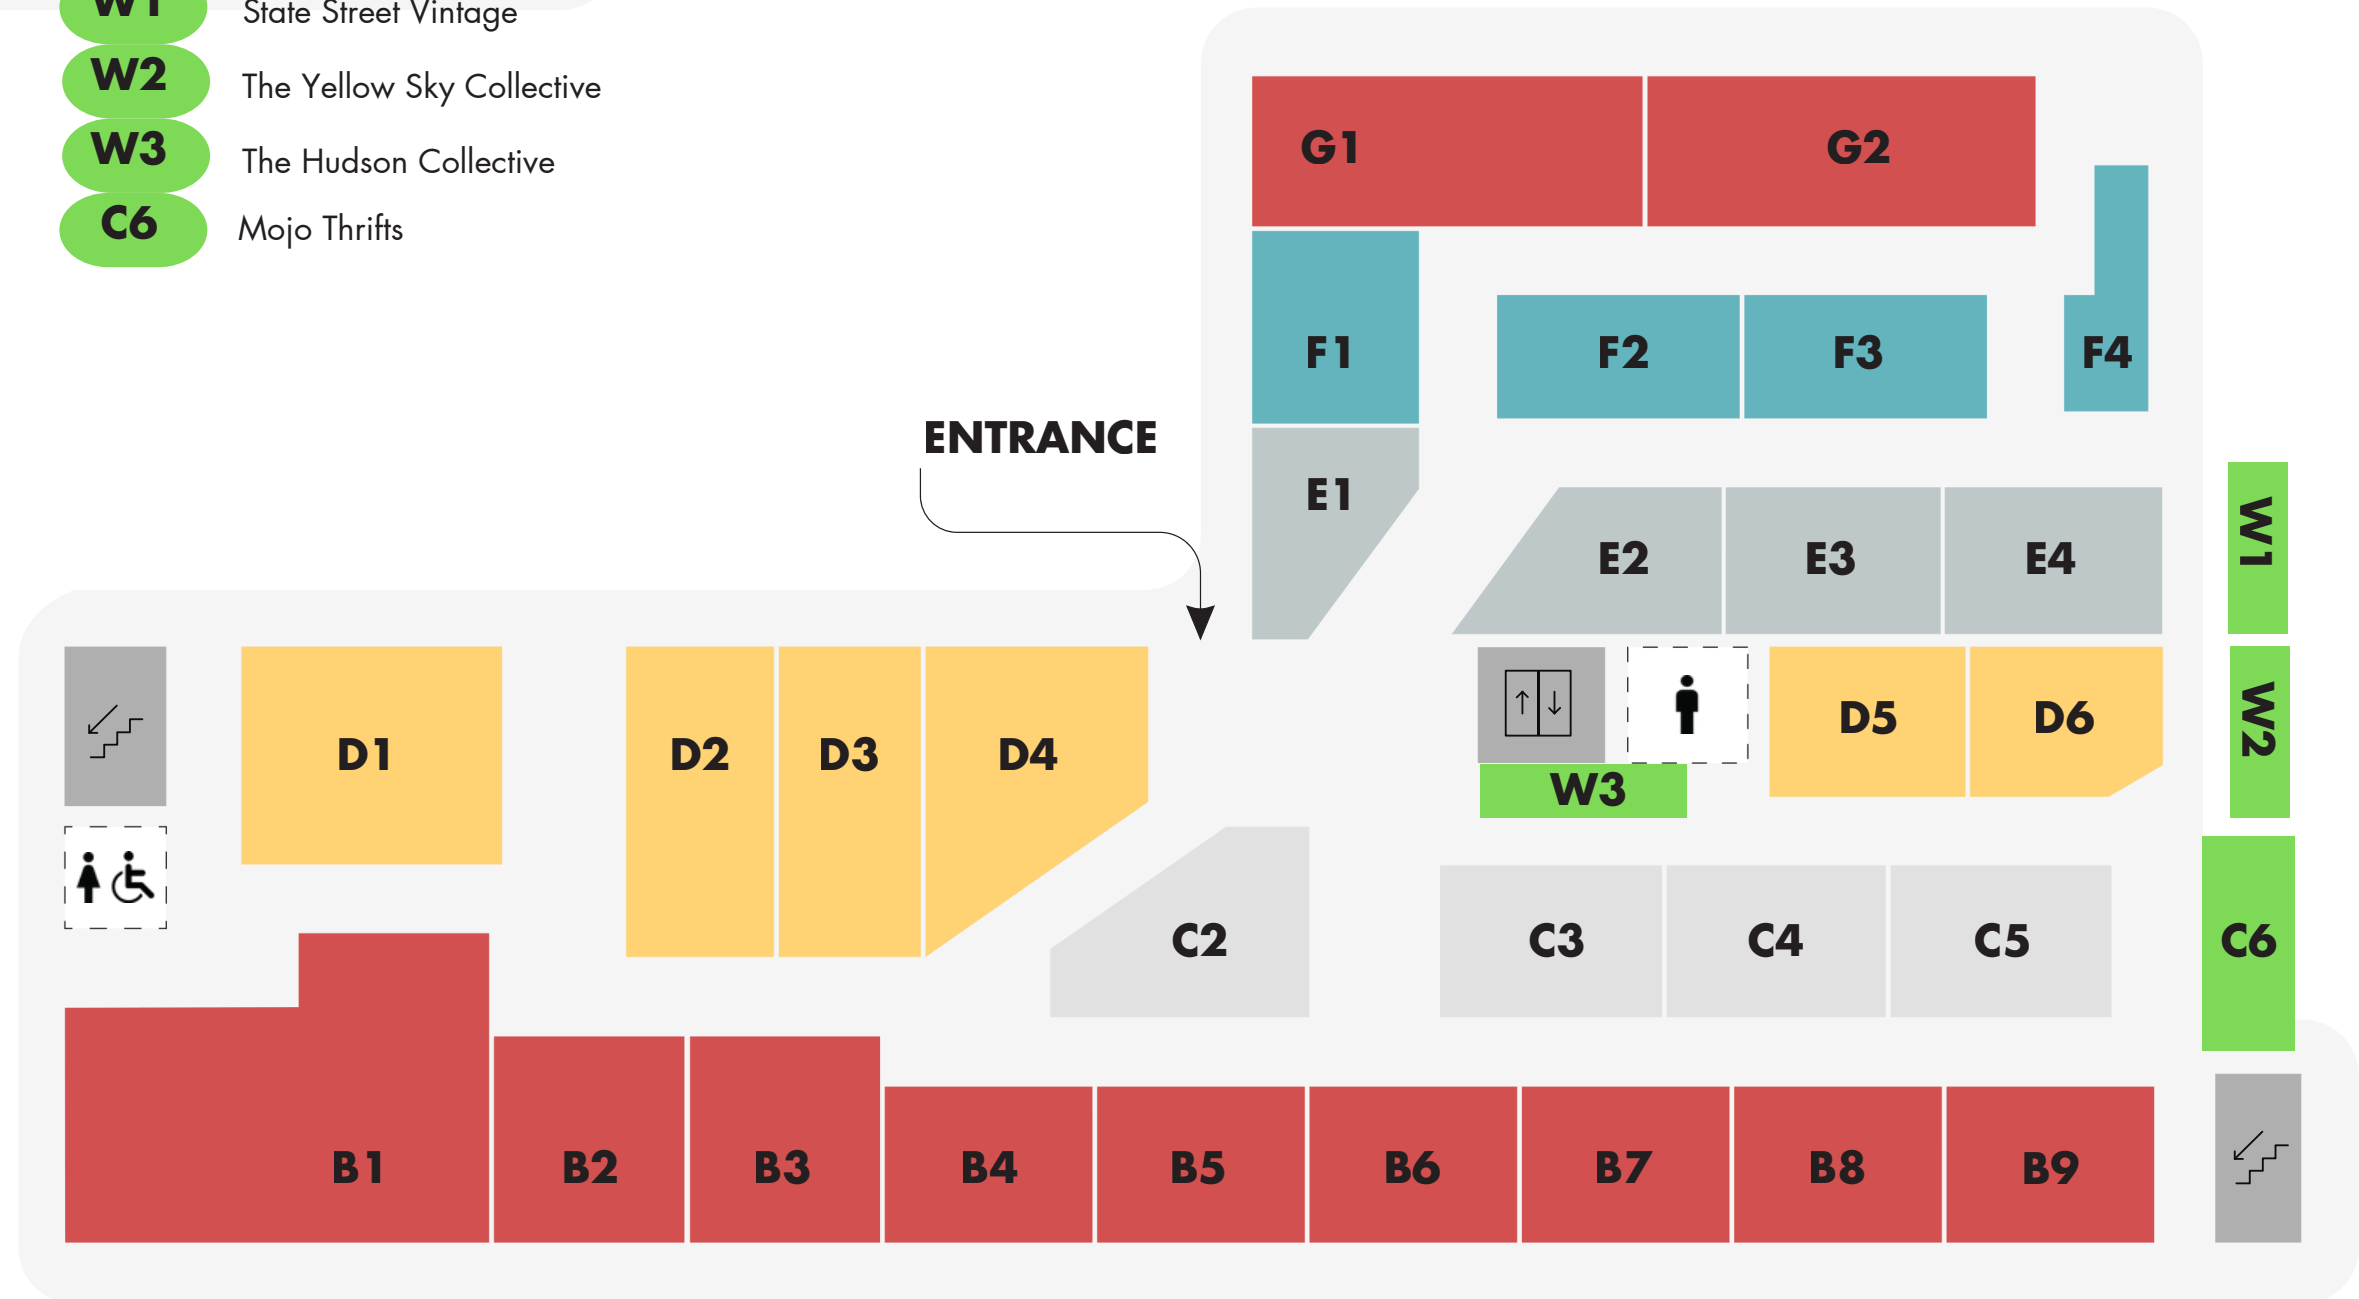 W1 State Street Vintage
W2 The Yellow Sky Collective
W3 The Hudson Collective
C6 Mojo Thrifts
G1 G2
F1 F2 F3 F4
ENTRANCE
E1 E2 E3 E4
W1
D1 D2 D3 D4
D5 D6
W2
W3
C2 C3 C4 C5 C6
B1 B2 B3 B4 B5 B6 B7 B8 B9